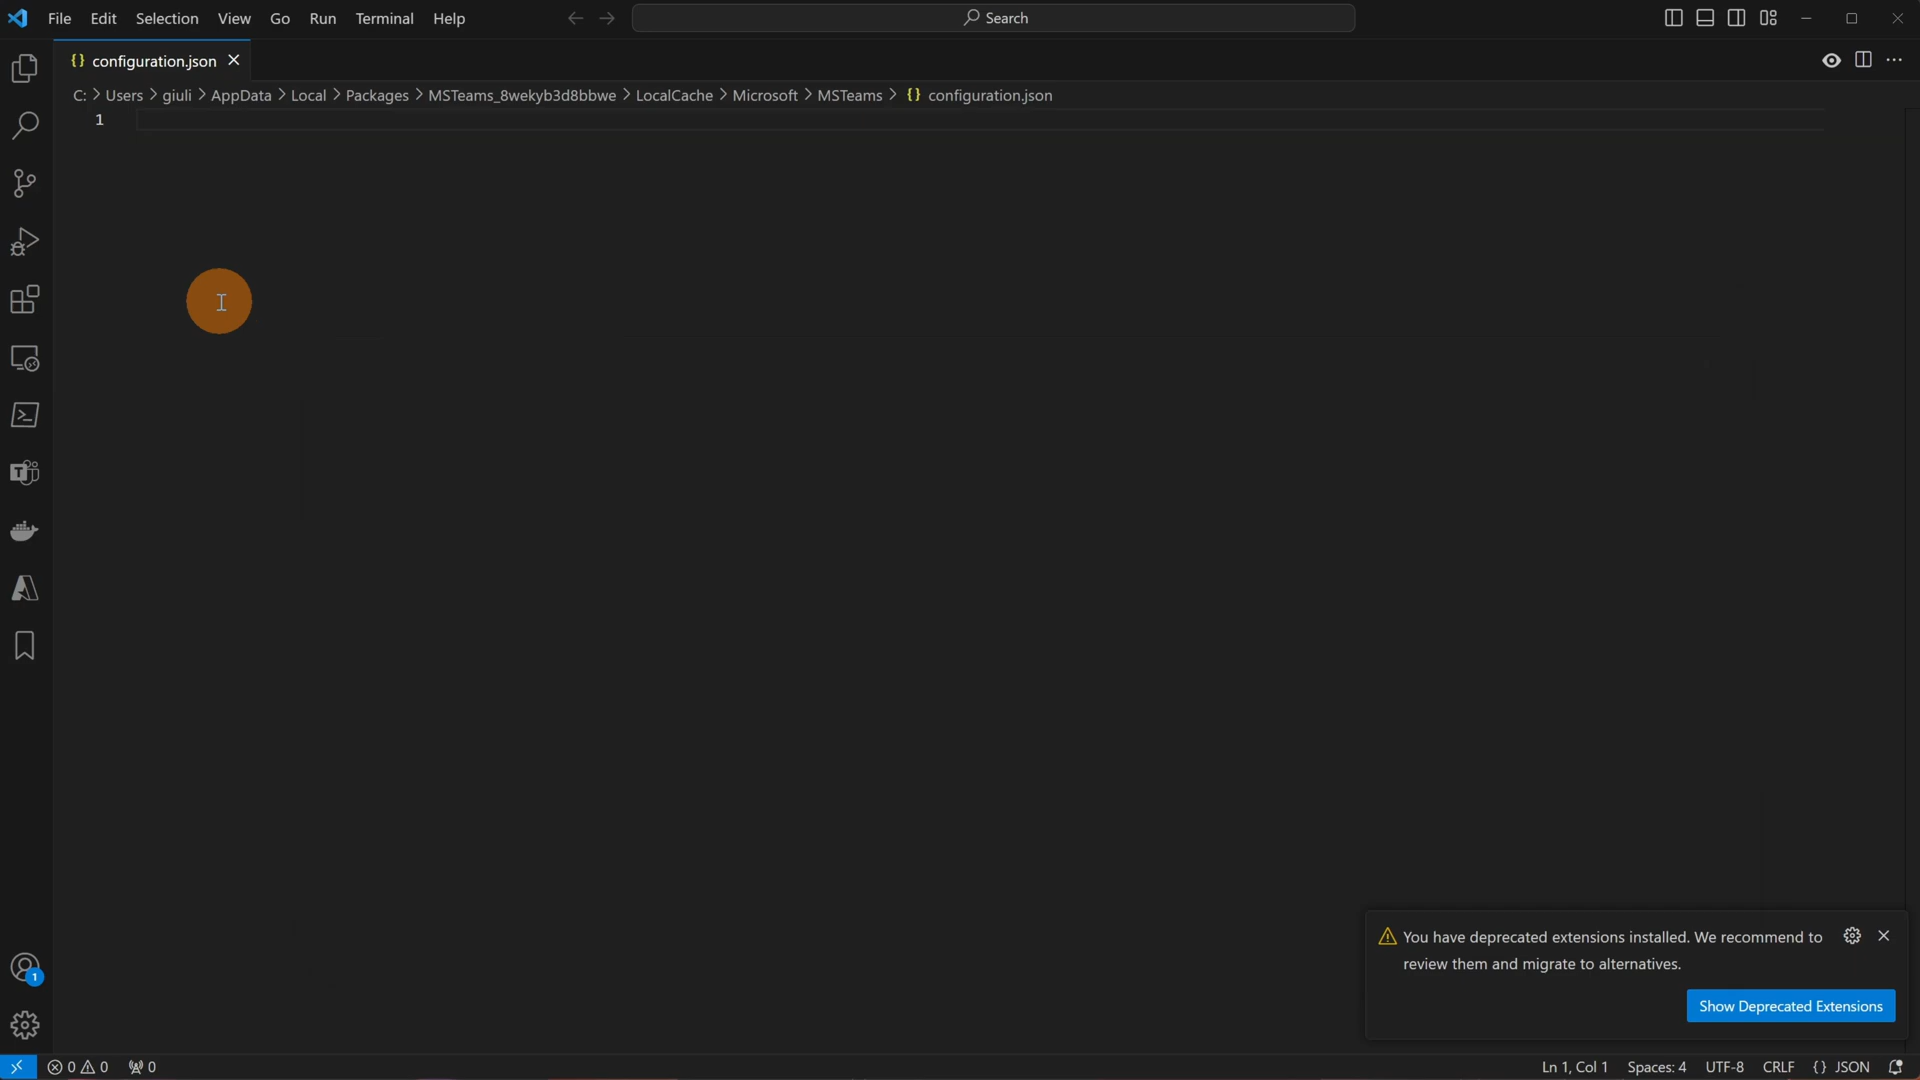 File Edit Selection View Go Run Terminal Help Search
{} configuration.json
C: > Users > giuli > AppData > Local > Packages > MSTeams_8wekyb3d8bbwe > LocalCache > Microsoft > MSTeams > {} configuration.json
1
You have deprecated extensions installed. We recommend to
review them and migrate to alternatives.
Show Deprecated Extensions
1
0 0 0 Ln 1, Col 1 Spaces: 4 UTF-8 CRLF {} JSON